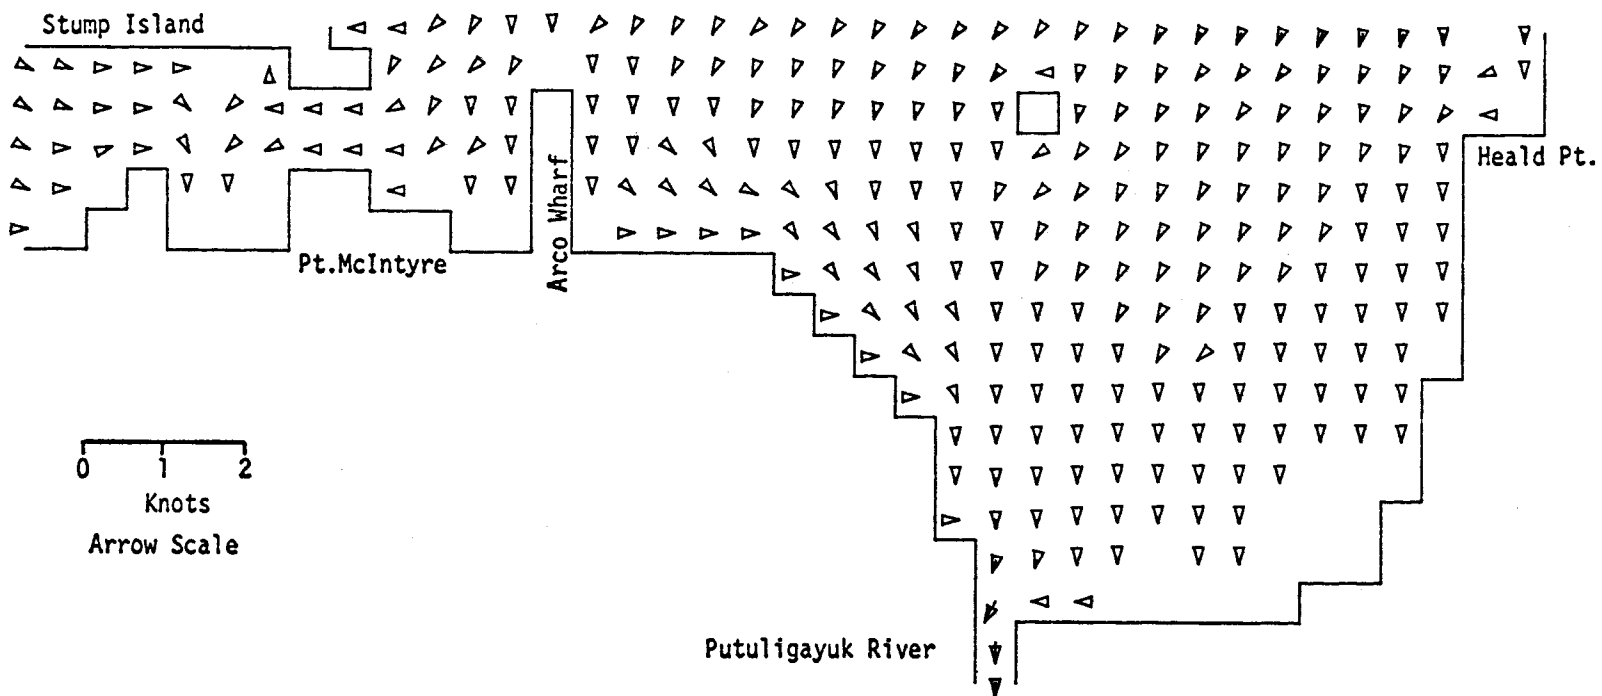 Stump Island
Heald Pt.
Arco Wharf
Pt.McIntyre
0 1 2
Knots
Arrow Scale
Putuligayuk River